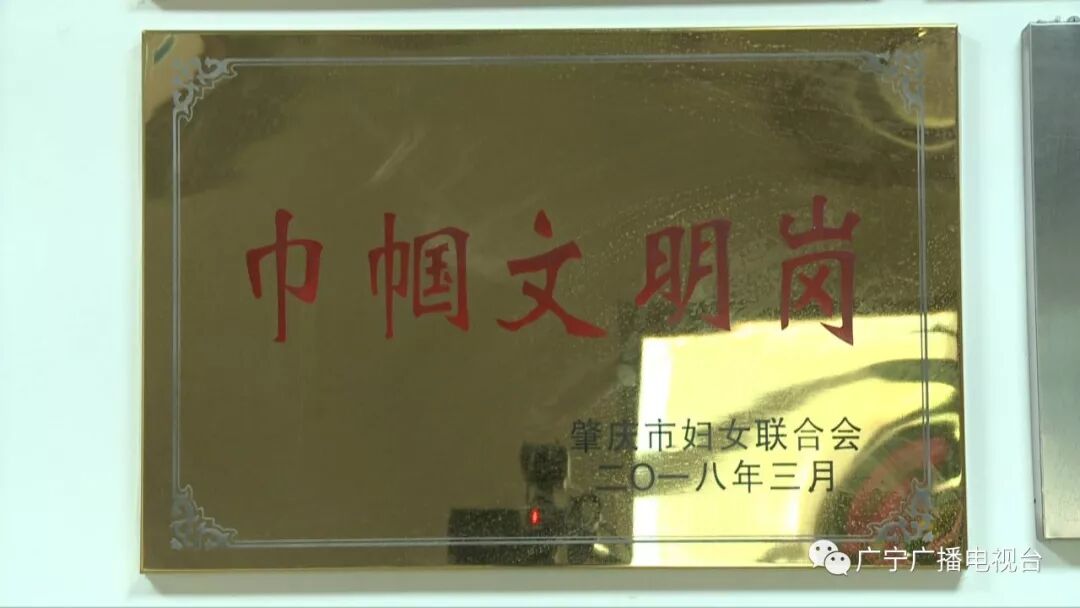 巾帼文明岗
肇庆市妇女联合会
二〇一八年三月
广宁广播电视台